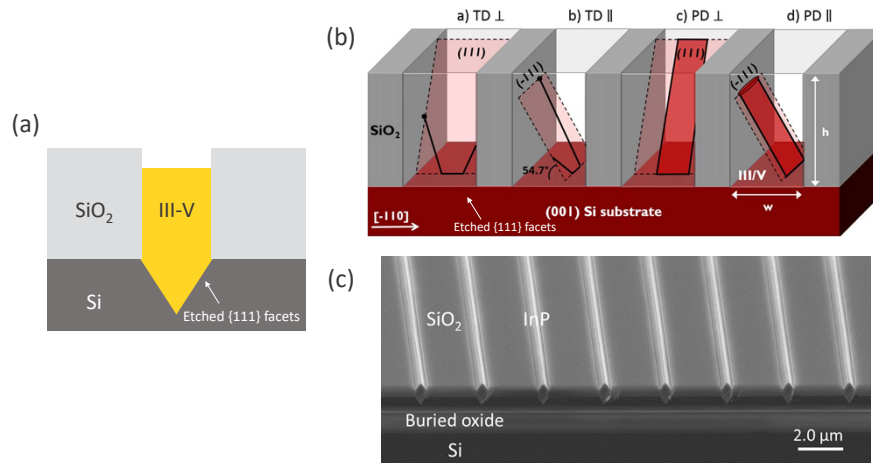 (a)
SiO2
III-V
Si
Etched {111} facets
(b)
a) TD ⊥
b) TD ∥
c) PD ⊥
d) PD ∥
(111)
(-111)
(111)
(-111)
SiO2
54.7°
h
III/V
w
[-110]
(001) Si substrate
Etched {111} facets
(c)
SiO2
InP
Buried oxide
Si
2.0 μm